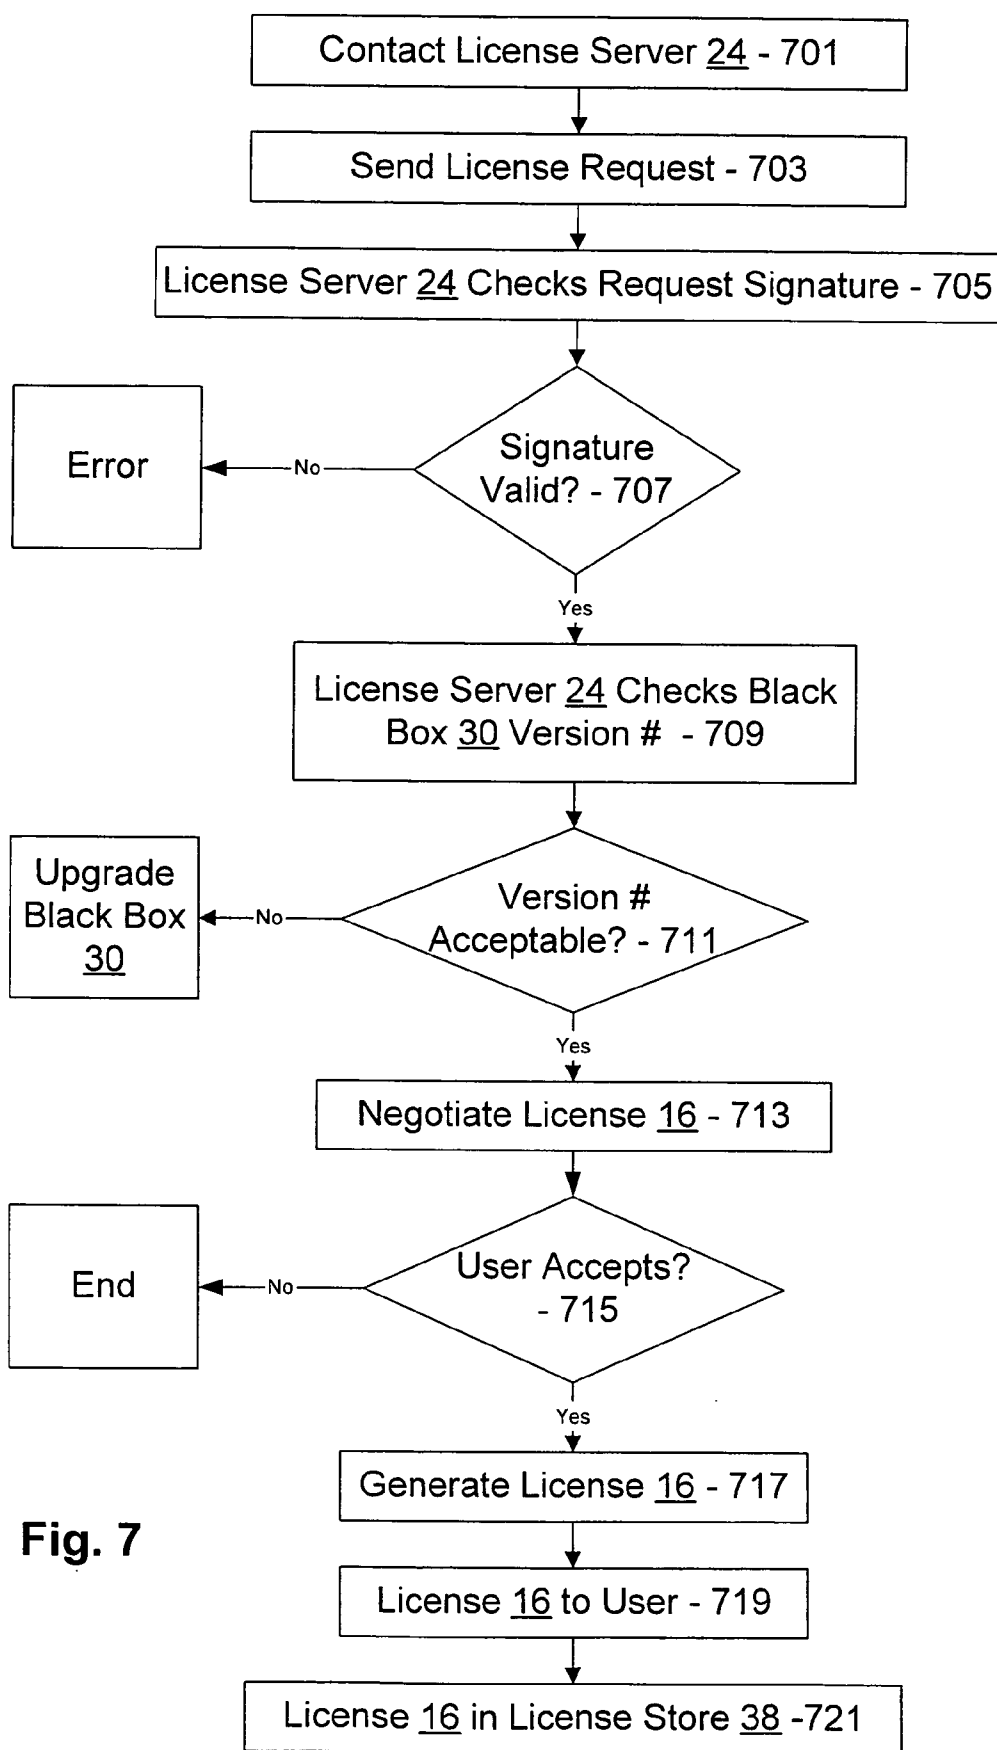 Contact License Server 24 - 701
Send License Request - 703
License Server 24 Checks Request Signature - 705
Error
No
Signature
Valid? - 707
Yes
License Server 24 Checks Black
Box 30 Version # - 709
Upgrade
Black Box
30
No
Version #
Acceptable? - 711
Yes
Negotiate License 16 - 713
End
No
User Accepts?
- 715
Yes
Generate License 16 - 717
Fig. 7
License 16 to User - 719
License 16 in License Store 38 -721